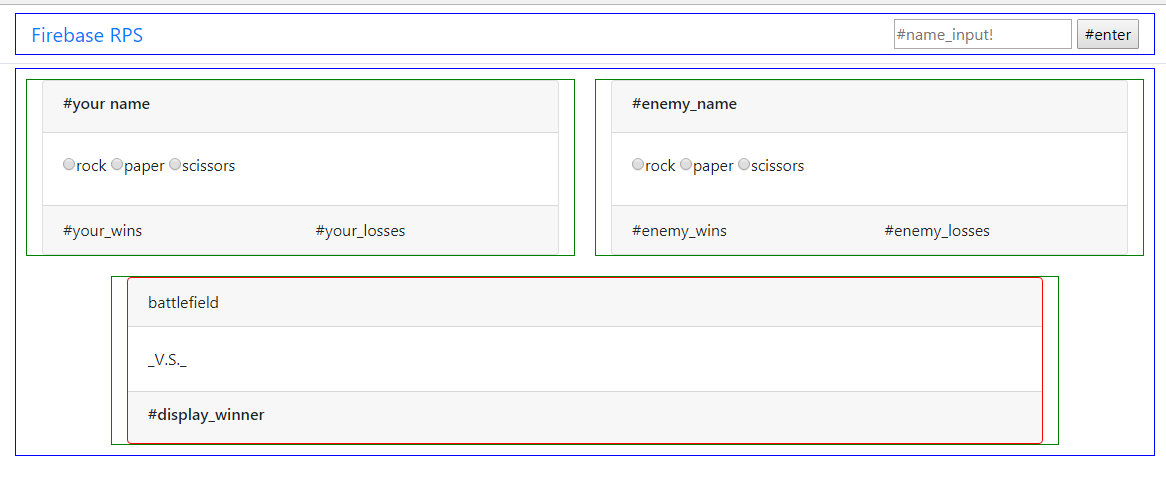 Firebase RPS #name_input! #enter
#your name
rock paper scissors
#your_wins #your_losses
#enemy_name
rock paper scissors
#enemy_wins #enemy_losses
battlefield
_V.S._
#display_winner